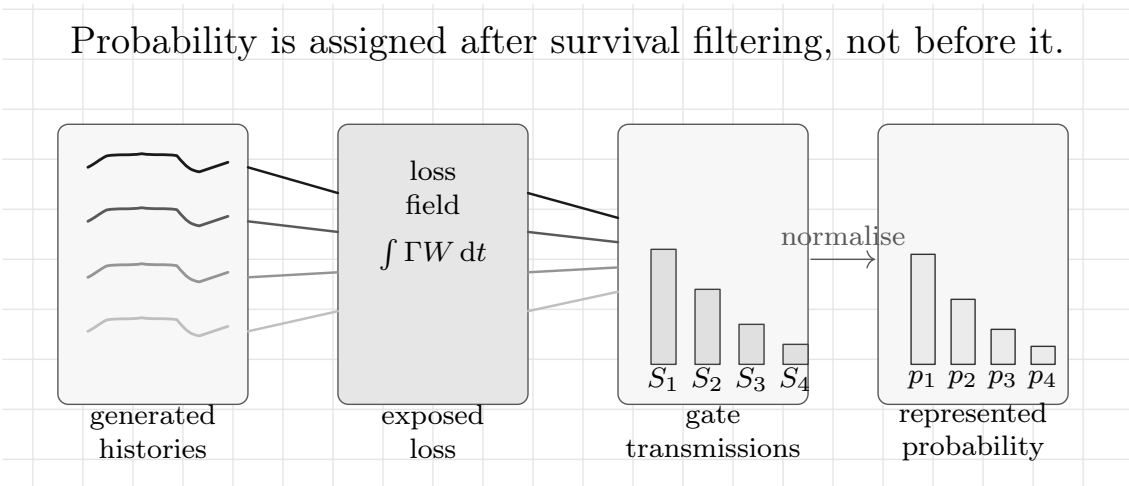 Probability is assigned after survival filtering, not before it.
loss
field
∫ ΓW dt
normalise
S₁ S₂ S₃ S₄
p₁ p₂ p₃ p₄
generated
histories
exposed
loss
gate
transmissions
represented
probability